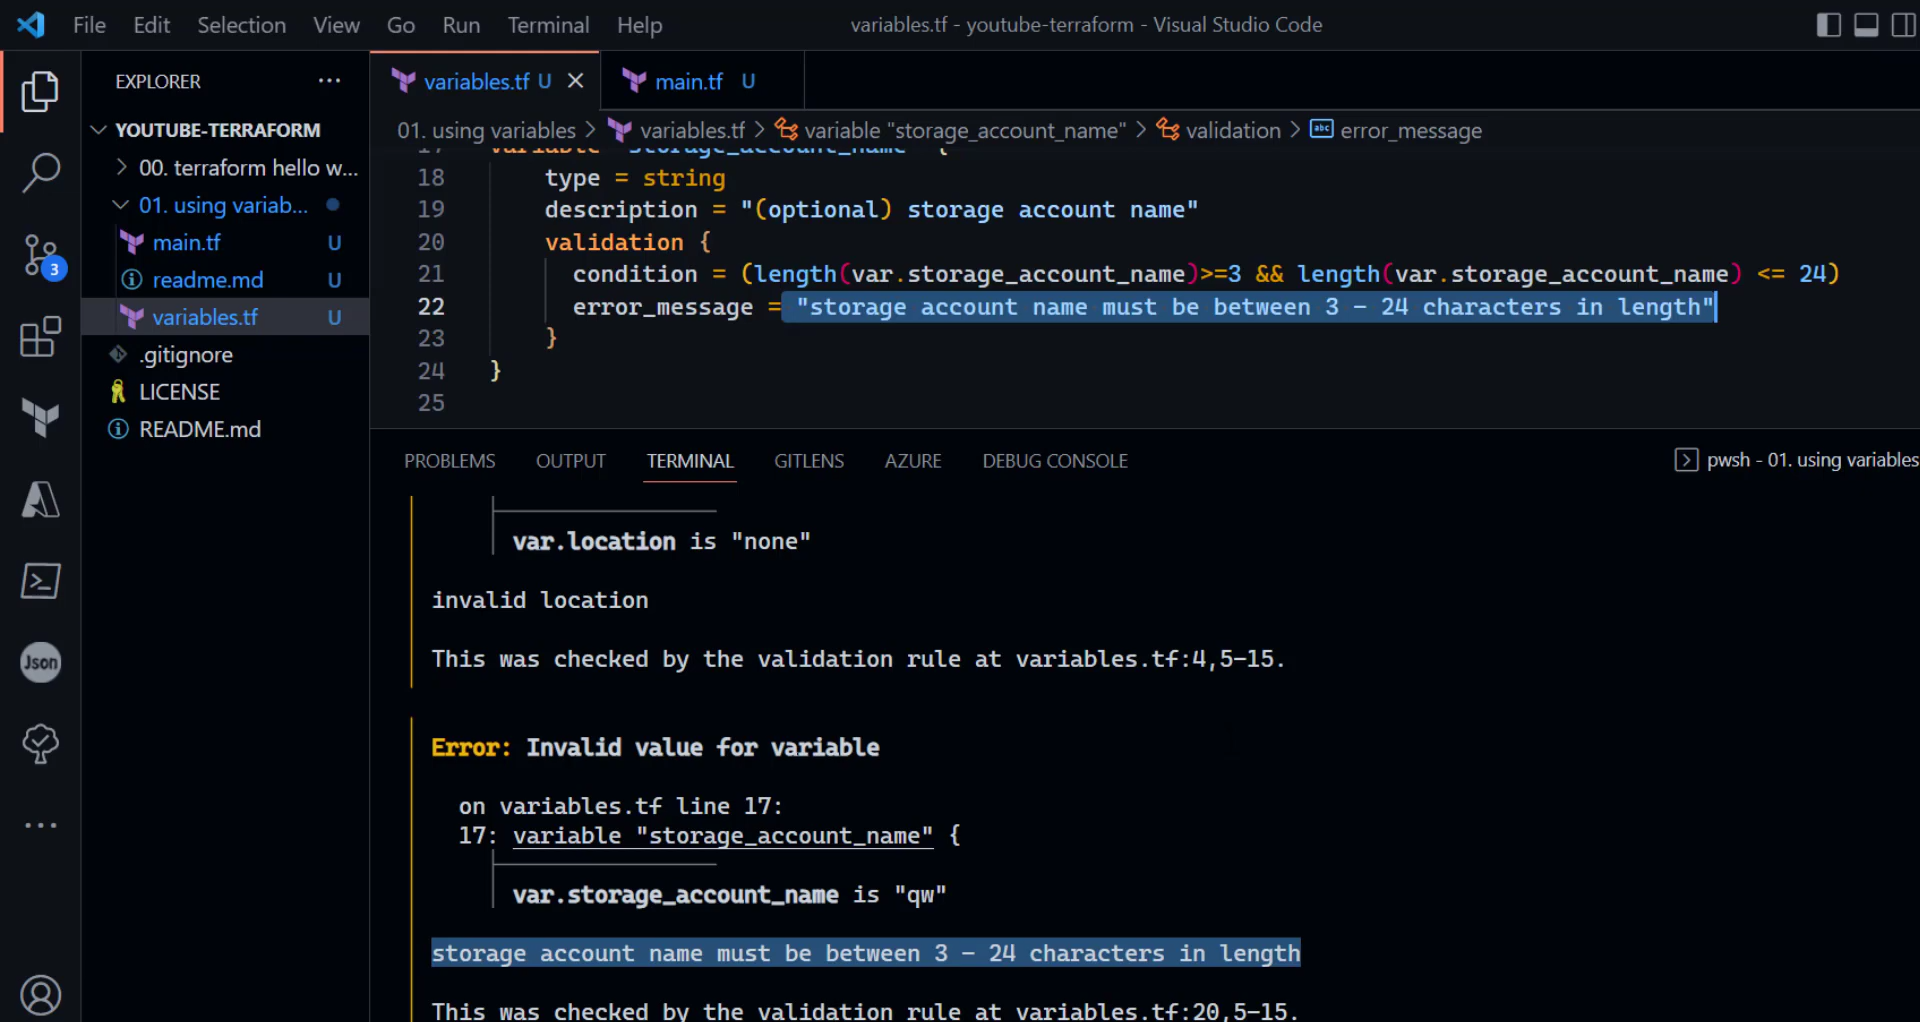 File Edit Selection View Go Run Terminal Help variables.tf - youtube-terraform - Visual Studio Code
EXPLORER ···
YOUTUBE-TERRAFORM
00. terraform hello w...
01. using variab...
main.tf U
readme.md U
variables.tf U
.gitignore
LICENSE
README.md
3
Json
variables.tf U
main.tf U
01. using variables > variables.tf > variable "storage_account_name" > validation > abc error_message
17 variable "storage_account_name" {
18 type = string
19 description = "(optional) storage account name"
20 validation {
21 condition = (length(var.storage_account_name)>=3 && length(var.storage_account_name) <= 24)
22 error_message = "storage account name must be between 3 - 24 characters in length"
23 }
24 }
25
PROBLEMS OUTPUT TERMINAL GITLENS AZURE DEBUG CONSOLE pwsh - 01. using variables
var.location is "none"
invalid location
This was checked by the validation rule at variables.tf:4,5-15.
Error: Invalid value for variable
on variables.tf line 17:
17: variable "storage_account_name" {
var.storage_account_name is "qw"
storage account name must be between 3 - 24 characters in length
This was checked by the validation rule at variables.tf:20,5-15.